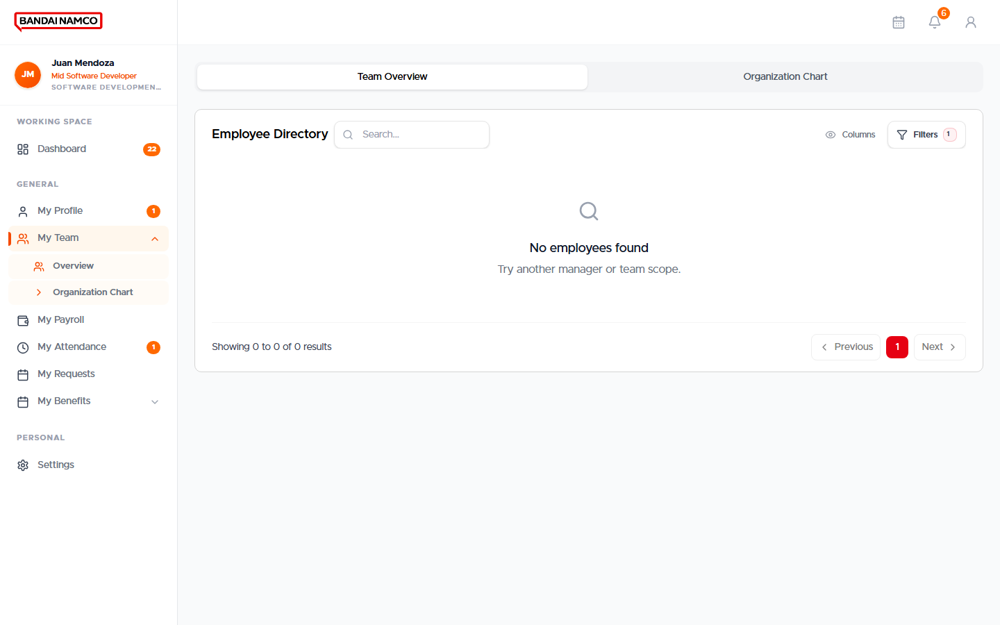 BANDAI NAMCO
6
JM
Juan Mendoza
Mid Software Developer
SOFTWARE DEVELOPMEN...
WORKING SPACE
Dashboard
22
GENERAL
My Profile
1
My Team
Overview
Organization Chart
My Payroll
My Attendance
1
My Requests
My Benefits
PERSONAL
Settings
Team Overview
Organization Chart
Employee Directory
Search...
Columns
Filters
1
No employees found
Try another manager or team scope.
Showing 0 to 0 of 0 results
Previous
1
Next